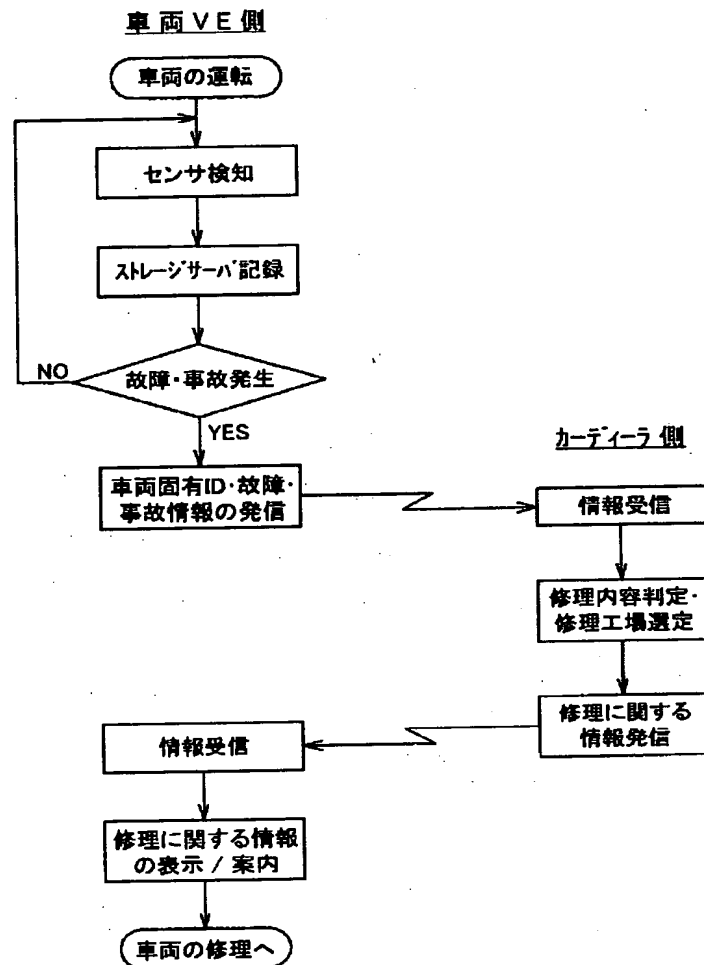 車両VE側
車両の運転
センサ検知
ストレージサーバ記録
故障・事故発生
NO
YES
車両固有ID・故障・
事故情報の発信
カーディーラ側
情報受信
修理内容判定・
修理工場選定
修理に関する
情報発信
情報受信
修理に関する情報
の表示 / 案内
車両の修理へ